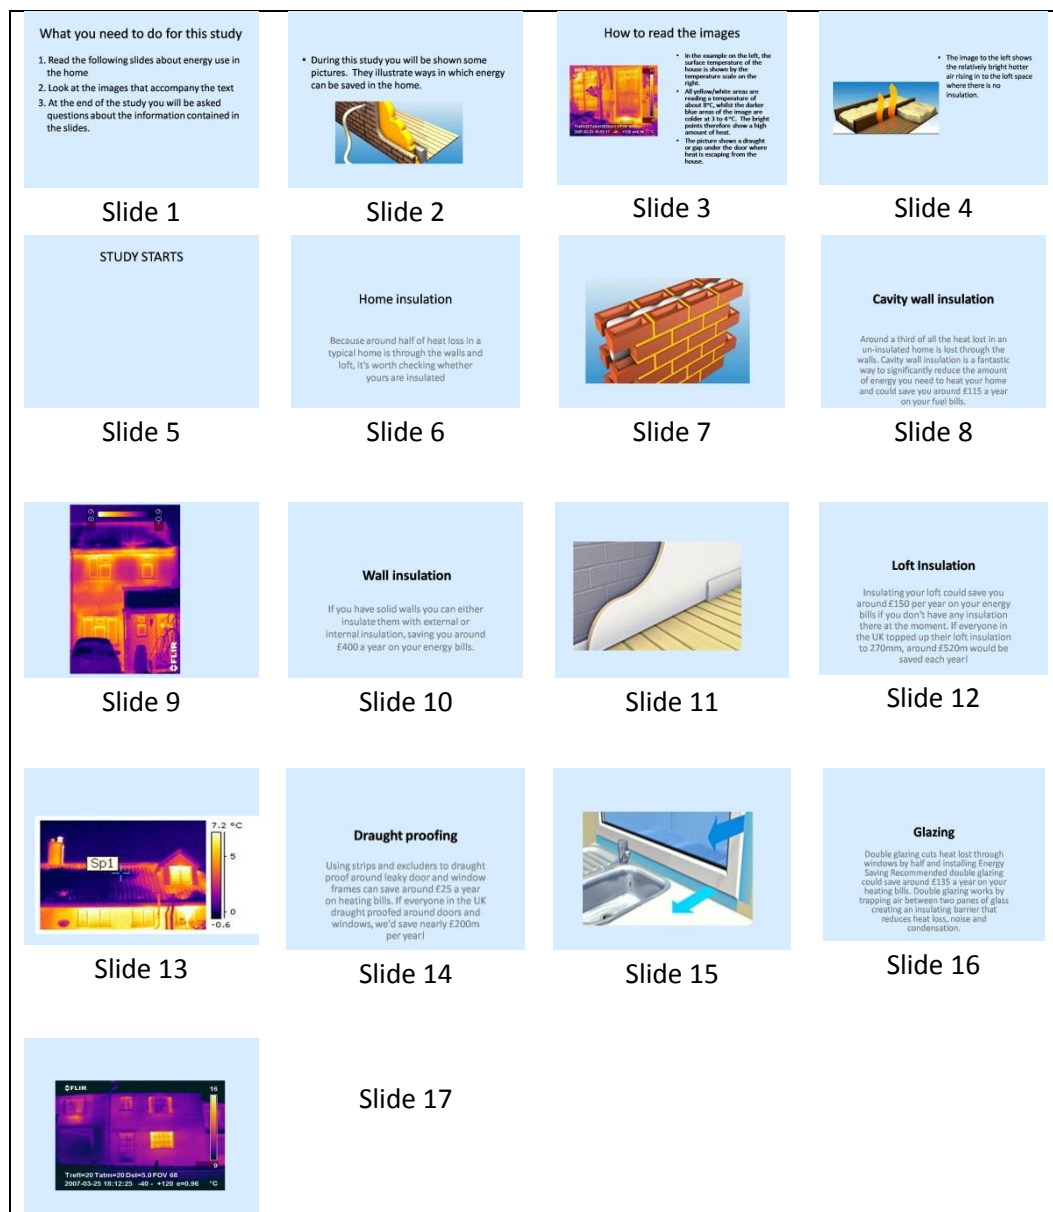 What you need to do for this study
1. Read the following slides about energy use in
the home
2. Look at the images that accompany the text
3. At the end of the study you will be asked
questions about the information contained in
the slides.
Slide 1
• During this study you will be shown some
pictures. They illustrate ways in which energy
can be saved in the home.
Slide 2
How to read the images
• In the example on the left, the
surface temperature of the
house is shown by the
temperature scale on the
right.
• All yellow/white areas are
reading a temperature of
about 8°C, whilst the darker
blue areas of the image are
colder at 3 to 4°C. The bright
points therefore show a high
amount of heat.
• The picture shows a draught
or gap under the door where
heat is escaping from the
house.
Slide 3
• The image to the left shows
the relatively bright hotter
air rising in to the loft space
where there is no
insulation.
Slide 4
STUDY STARTS
Slide 5
Home insulation
Because around half of heat loss in a
typical home is through the walls and
loft, it's worth checking whether
yours are insulated
Slide 6
Slide 7
Cavity wall insulation
Around a third of all the heat lost in an
un-insulated home is lost through the
walls. Cavity wall insulation is a fantastic
way to significantly reduce the amount
of energy you need to heat your home
and could save you around £115 a year
on your fuel bills.
Slide 8
8.9
-0.9
FLIR
Slide 9
Wall insulation
If you have solid walls you can either
insulate them with external or
internal insulation, saving you around
£400 a year on your energy bills.
Slide 10
Slide 11
Loft Insulation
Insulating your loft could save you
around £150 per year on your energy
bills if you don't have any insulation
there at the moment. If everyone in
the UK topped up their loft insulation
to 270mm, around £520m would be
saved each year!
Slide 12
7.2 °C
5
0
-0.6
Sp1
Slide 13
Draught proofing
Using strips and excluders to draught
proof around leaky door and window
frames can save around £25 a year
on heating bills. If everyone in the UK
draught proofed around doors and
windows, we'd save nearly £200m
per year!
Slide 14
Slide 15
Glazing
Double glazing cuts heat lost through
windows by half and installing Energy
Saving Recommended double glazing
could save around £135 a year on your
heating bills. Double glazing works by
trapping air between two panes of glass
creating an insulating barrier that
reduces heat loss, noise and
condensation.
Slide 16
FLIR
16
9
Trefl=20 Tatm=20 Dst=5.0 FOV 68
2007-03-25 18:12:25 -40 - +120 e=0.96 °C
Slide 17